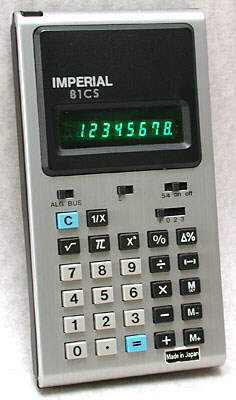 IMPERIAL
81CS
12345678.
ALG BUS
5/4 on off
F 0 2 3
C 1/X
√ π % Δ%
7 8 9 ÷
4 5 6 × M
1 2 3 - M-
0 · = + M+
Made in Japan